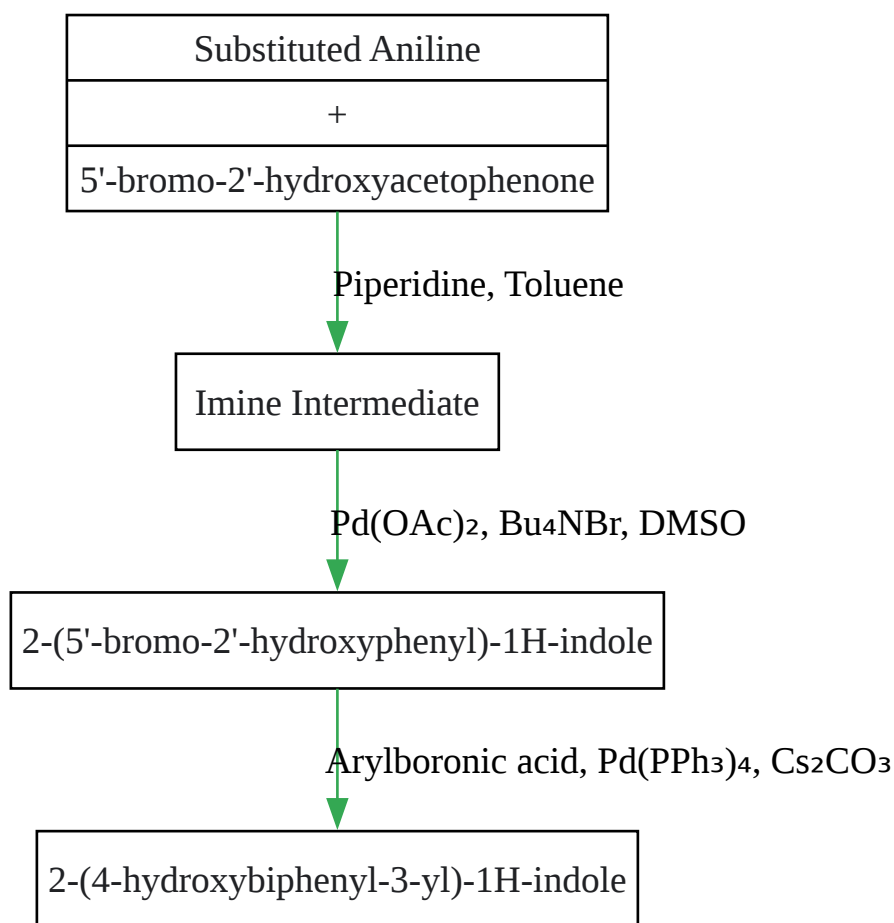 Substituted Aniline
+
5'-bromo-2'-hydroxyacetophenone
Piperidine, Toluene
Imine Intermediate
Pd(OAc)₂, Bu₄NBr, DMSO
2-(5'-bromo-2'-hydroxyphenyl)-1H-indole
Arylboronic acid, Pd(PPh₃)₄, Cs₂CO₃
2-(4-hydroxybiphenyl-3-yl)-1H-indole